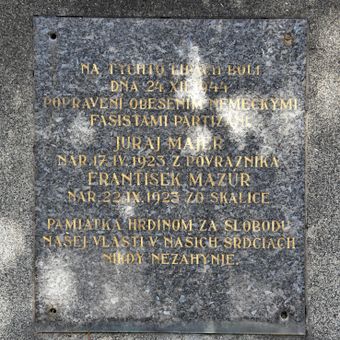 NA TÝCHTO LIPÁCH BOLI
DŇA 24. XII. 1944
POPRAVENÍ OBESENÍM NEMECKÝMI
FAŠISTAMI PARTIZÁNI
JURAJ MAJER
NAR. 17. IV. 1923 Z POVRAZNÍKA
FRANTIŠEK MAZÚR
NAR. 22. IX. 1923 ZO SKALICE
PAMIATKA HRDINOM ZA SLOBODU
NAŠEJ VLASTI V NAŠICH SRDCIACH
NIKDY NEZAHYNIE.